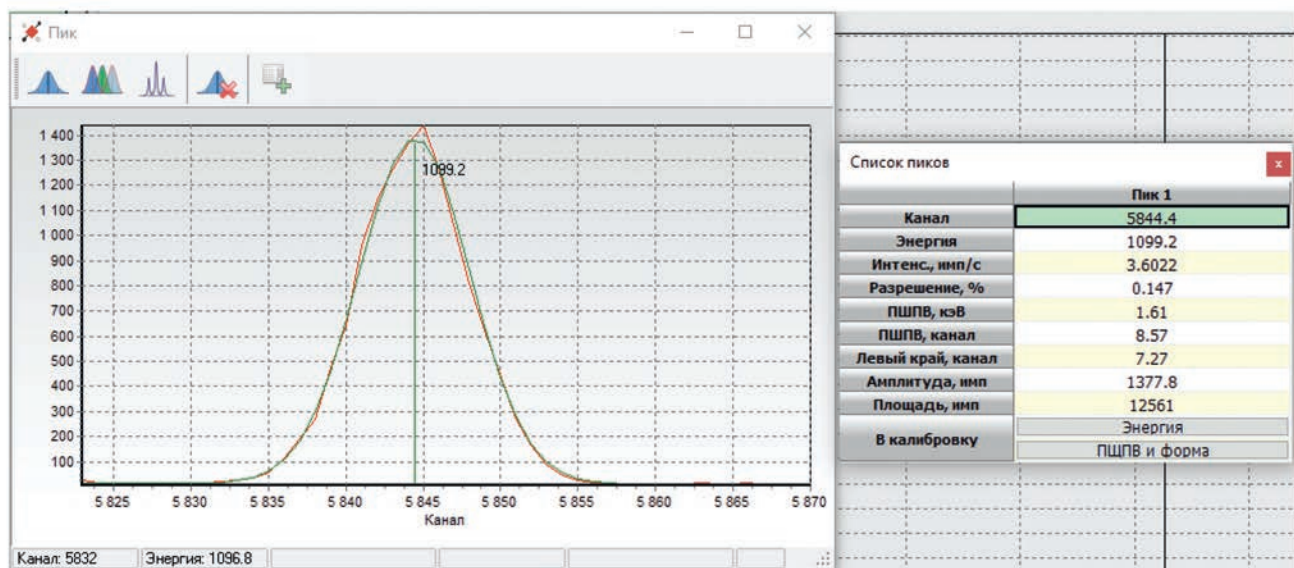 Пик
1 400
1 300
1 200
1 100
1 000
900
800
700
600
500
400
300
200
100
1099.2
5 825
5 830
5 835
5 840
5 845
5 850
5 855
5 860
5 865
5 870
Канал
Канал: 5832
Энергия: 1096.8
Список пиков
x
Пик 1
Канал 5844.4
Энергия 1099.2
Интенс., имп/с 3.6022
Разрешение, % 0.147
ПШПВ, кэВ 1.61
ПШПВ, канал 8.57
Левый край, канал 7.27
Амплитуда, имп 1377.8
Площадь, имп 12561
В калибровку
Энергия
ПШПВ и форма